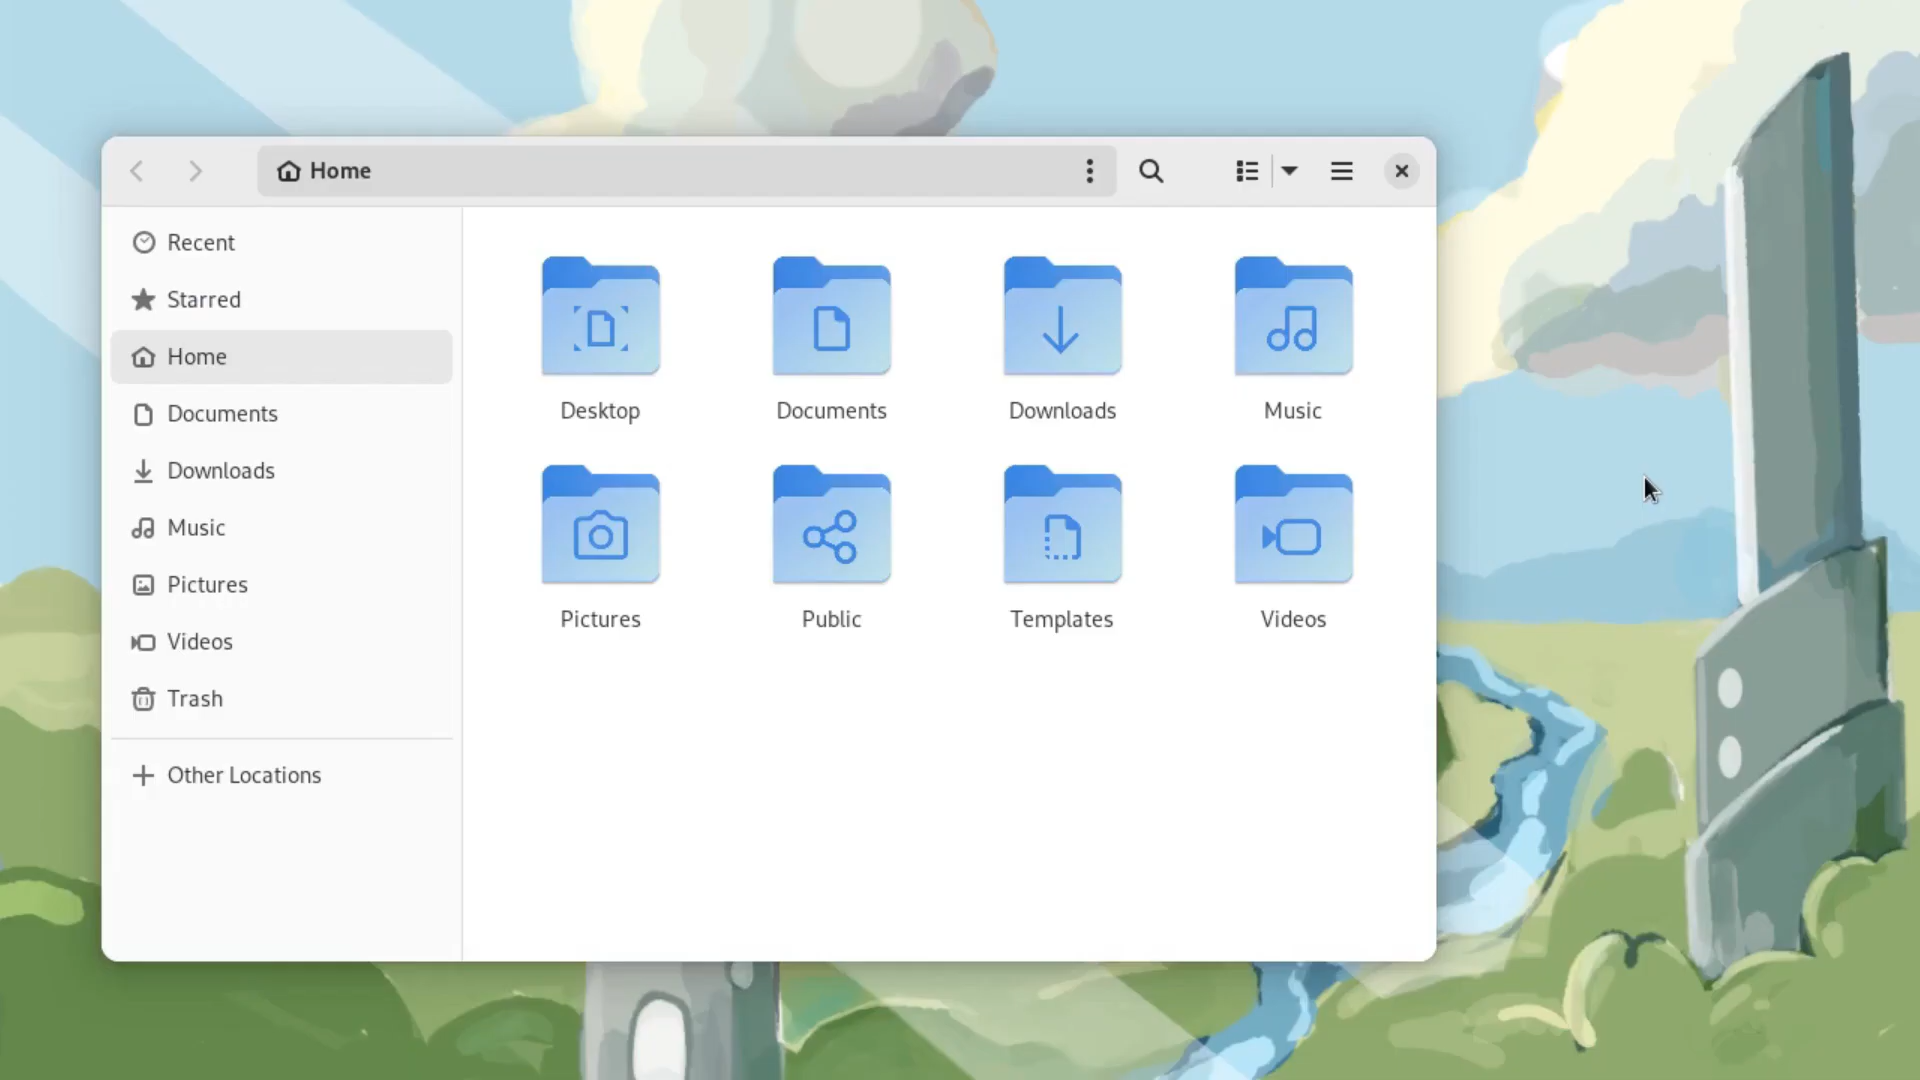 Home
Recent
Starred
Home
Documents
Downloads
Music
Pictures
Videos
Trash
Other Locations
Desktop
Documents
Downloads
Music
Pictures
Public
Templates
Videos